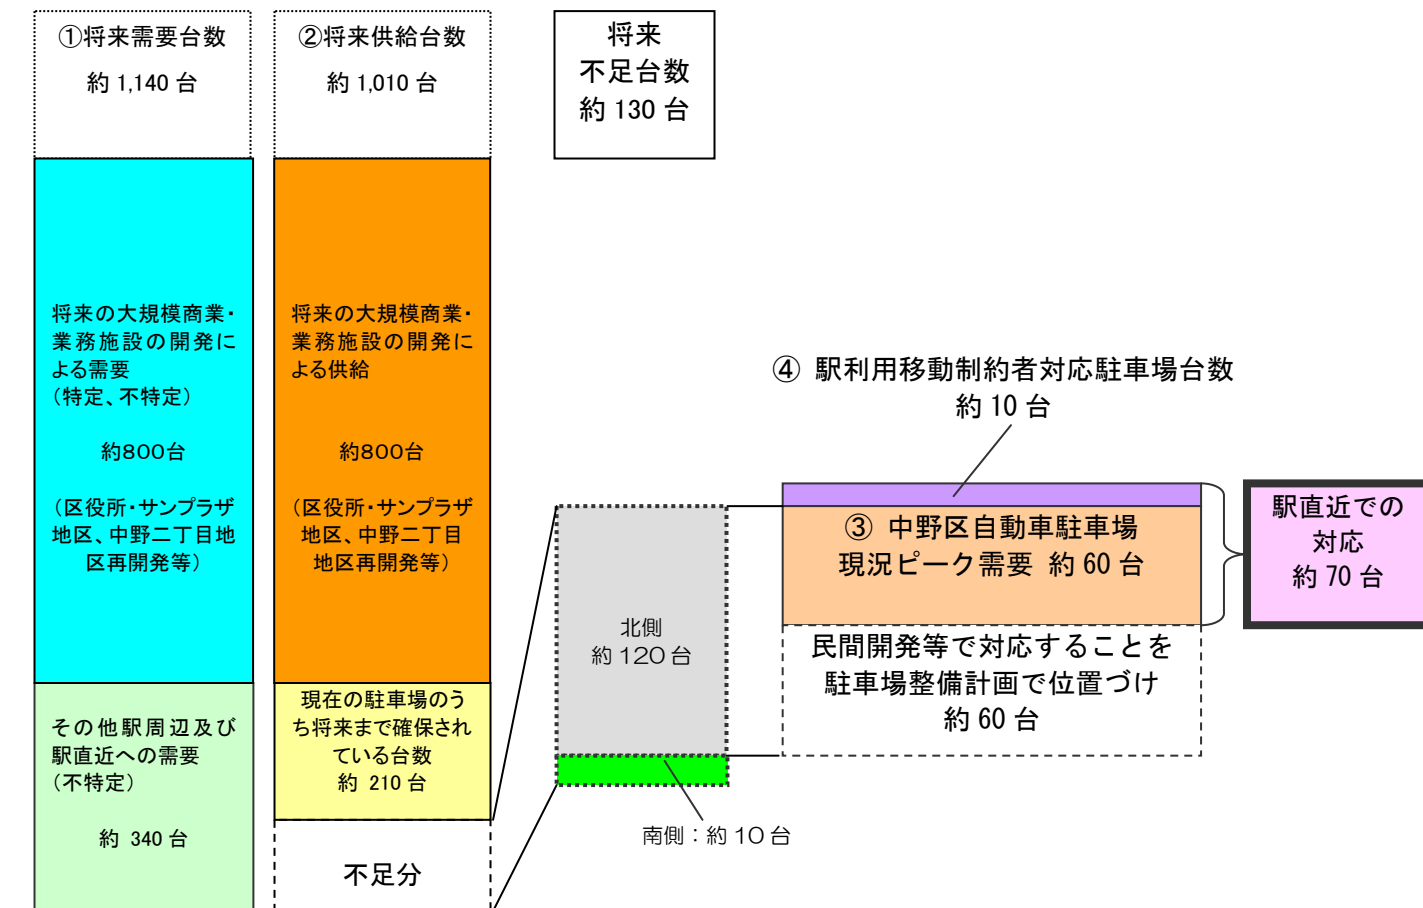 ①将来需要台数
約 1,140 台
②将来供給台数
約 1,010 台
将来
不足台数
約 130 台
将来の大規模商業・
業務施設の開発に
よる需要
（特定、不特定）
約800台
（区役所・サンプラザ
地区、中野二丁目地
区再開発等）
将来の大規模商業・
業務施設の開発に
よる供給
約800台
（区役所・サンプラザ
地区、中野二丁目
地区再開発等）
その他駅周辺及び
駅直近への需要
（不特定）
約 340 台
現在の駐車場のう
ち将来まで確保され
ている台数
約 210 台
不足分
北側
約 120 台
南側：約 10 台
④ 駅利用移動制約者対応駐車場台数
約 10 台
③ 中野区自動車駐車場
現況ピーク需要 約 60 台
民間開発等で対応することを
駐車場整備計画で位置づけ
約 60 台
駅直近での
対応
約 70 台